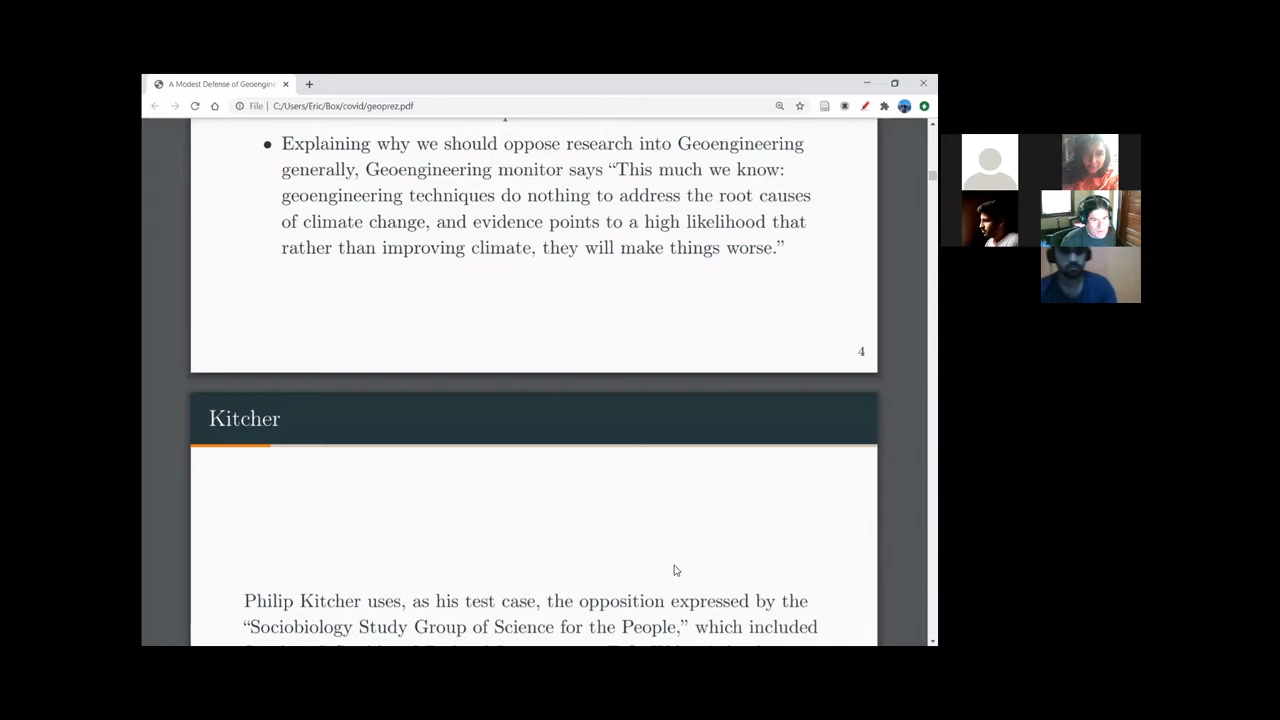 A Modest Defense of Geoengine
File | C:/Users/Eric/Box/covid/geoprez.pdf
• Explaining why we should oppose research into Geoengineering
generally, Geoengineering monitor says “This much we know:
geoengineering techniques do nothing to address the root causes
of climate change, and evidence points to a high likelihood that
rather than improving climate, they will make things worse.”
4
Kitcher
Philip Kitcher uses, as his test case, the opposition expressed by the
“Sociobiology Study Group of Science for the People,” which included